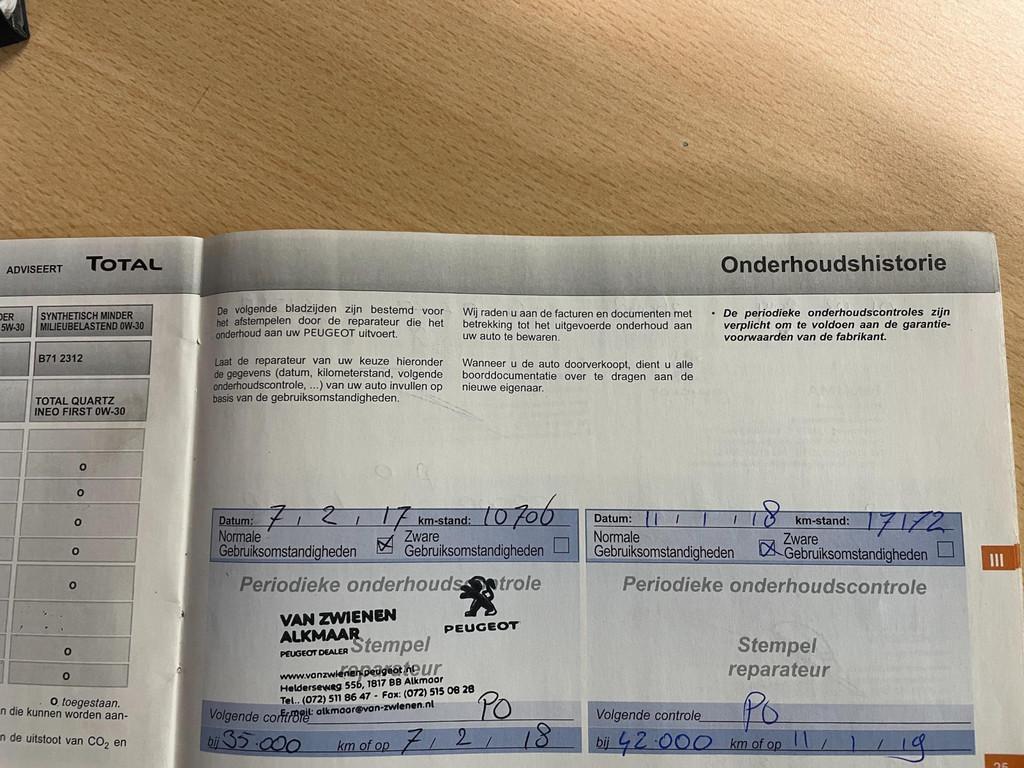 ADVISEERT TOTAL
DER
5W-30
SYNTHETISCH MINDER
MILIEUBELASTEND 0W-30
B71 2312
TOTAL QUARTZ
INEO FIRST 0W-30
O
O
O
O
O
O
O
O toegestaan.
n die kunnen worden aan-
n de uitstoot van CO2 en
Onderhoudshistorie
De volgende bladzijden zijn bestemd voor
het afstempelen door de reparateur die het
onderhoud aan uw PEUGEOT uitvoert.
Laat de reparateur van uw keuze hieronder
de gegevens (datum, kilometerstand, volgende
onderhoudscontrole, ...) van uw auto invullen op
basis van de gebruiksomstandigheden.
Wij raden u aan de facturen en documenten met
betrekking tot het uitgevoerde onderhoud aan
uw auto te bewaren.
Wanneer u de auto doorverkoopt, dient u alle
boorddocumentatie over te dragen aan de
nieuwe eigenaar.
• De periodieke onderhoudscontroles zijn
verplicht om te voldoen aan de garantie-
voorwaarden van de fabrikant.
Datum: 7 / 2 / 17 km-stand: 10706
Normale
Gebruiksomstandigheden
Zware
Gebruiksomstandigheden
Periodieke onderhoudscontrole
VAN ZWIENEN
ALKMAAR
PEUGEOT DEALER
PEUGEOT
Stempel
reparateur
www.vanzwienen.peugeot.nl
Helderseweg 55b, 1817 BB Alkmaar
Tel.. (072) 511 86 47 - Fax: (072) 515 08 28
E-mail: alkmaar@van-zwienen.nl
Volgende controle PO
bij 35.000 km of op 7 / 2 / 18
Datum: 11 / 1 / 18 km-stand: 17172
Normale
Gebruiksomstandigheden
Zware
Gebruiksomstandigheden
Periodieke onderhoudscontrole
Stempel
reparateur
Volgende controle PO
bij 42.000 km of op 11 / 1 / 19
III
25